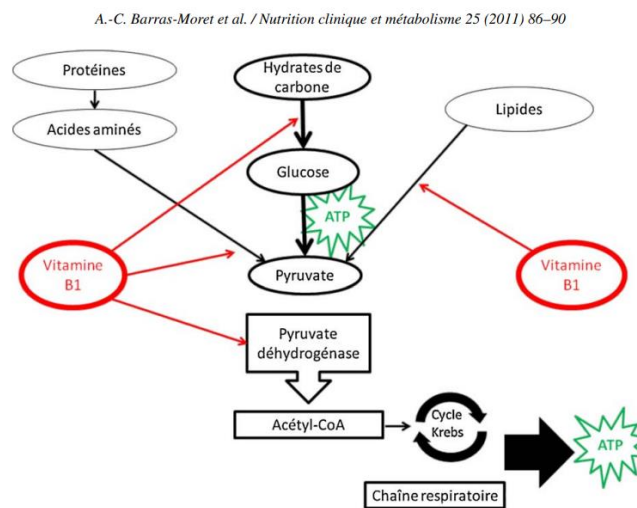 A.-C. Barras-Moret et al. / Nutrition clinique et métabolisme 25 (2011) 86–90
Protéines
Hydrates de
carbone
Lipides
Acides aminés
Glucose
ATP
Vitamine
B1
Pyruvate
Vitamine
B1
Pyruvate
déhydrogénase
Acétyl-CoA
Cycle
Krebs
ATP
Chaîne respiratoire